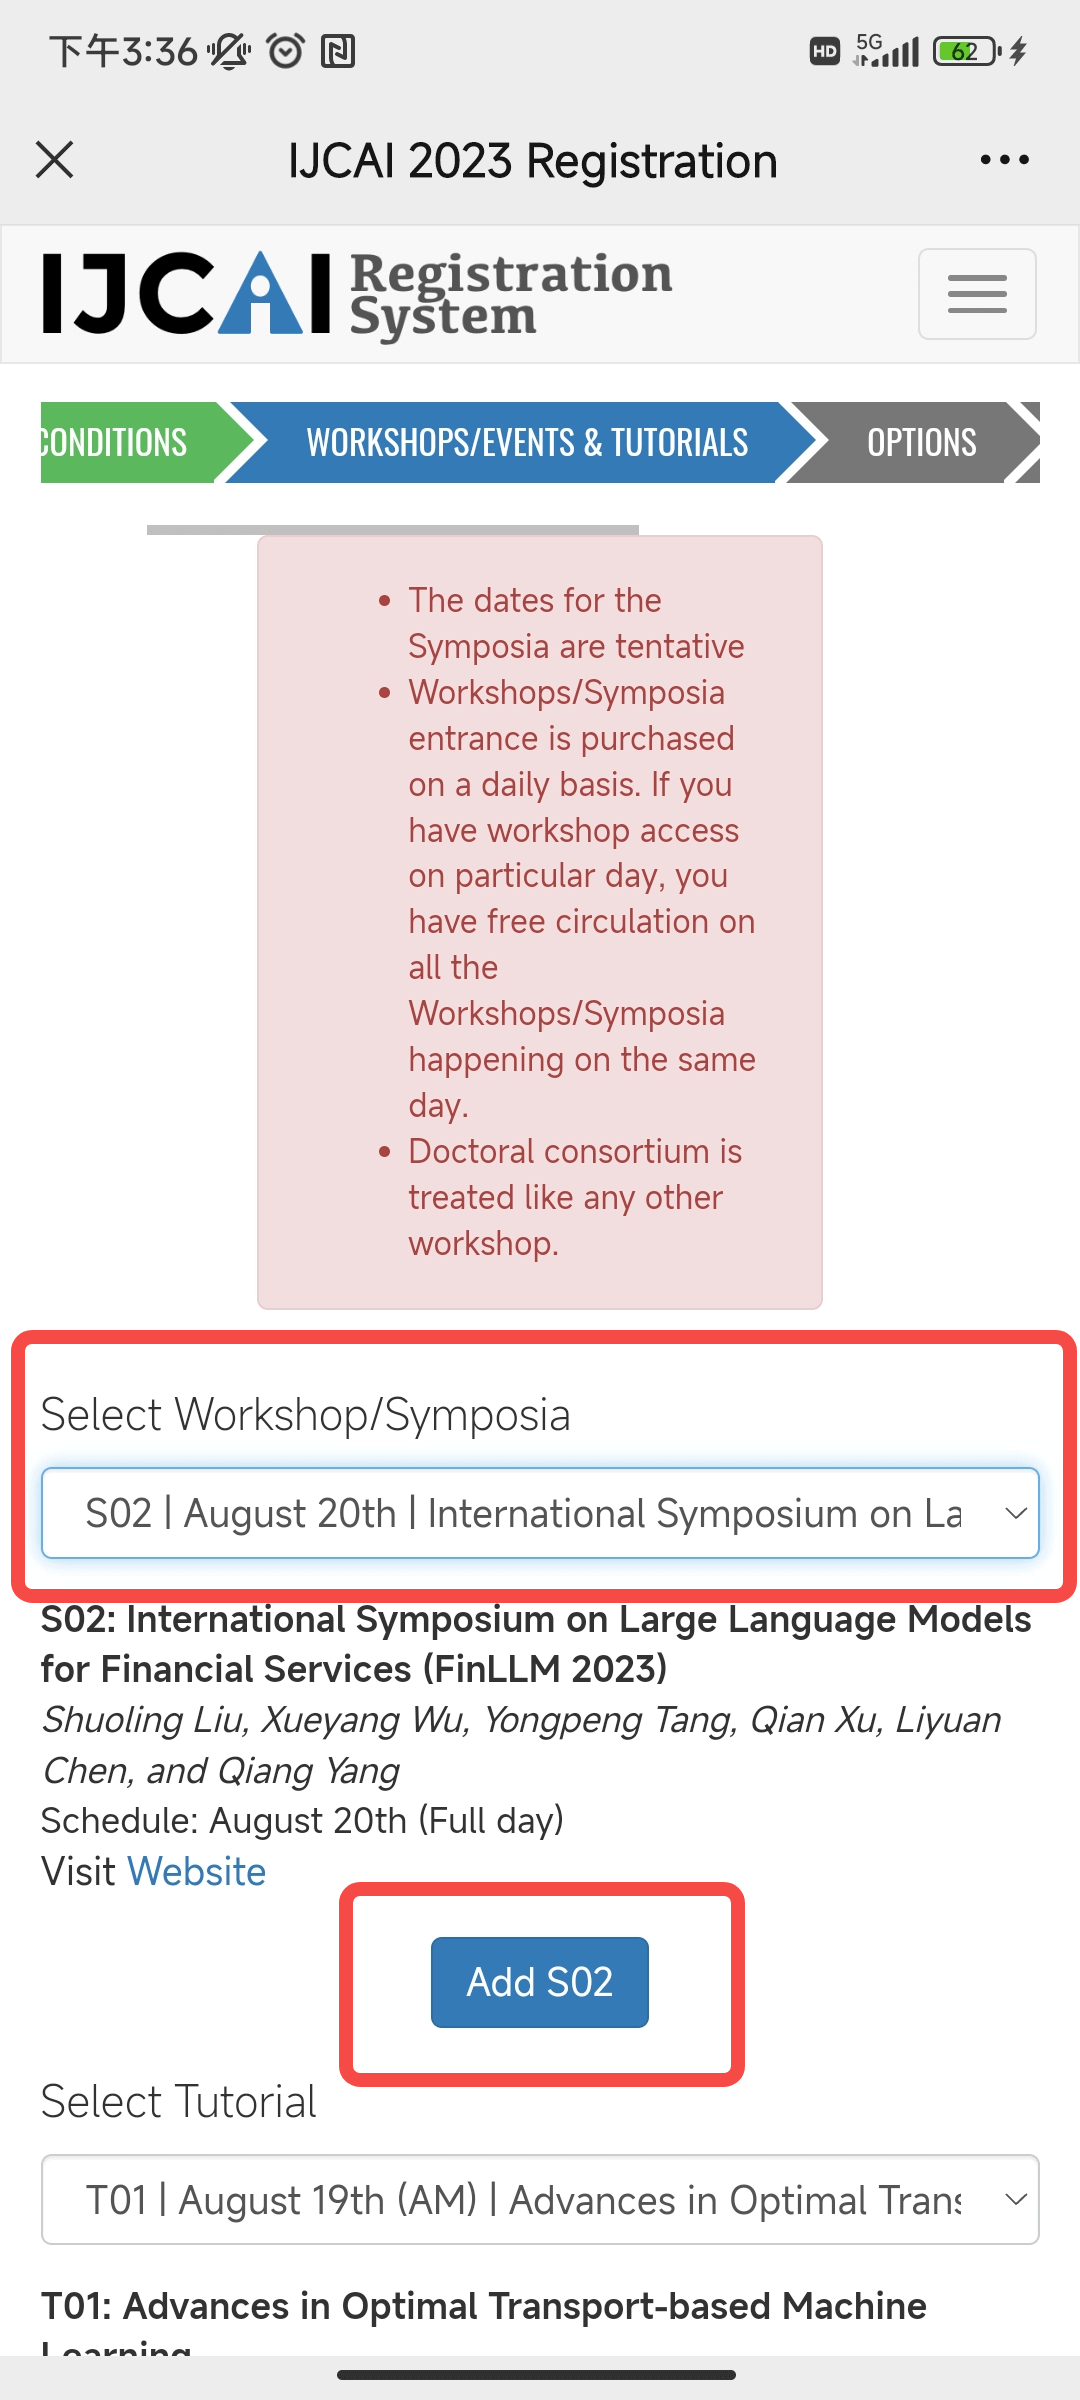 下午3:36
HD 5G 62
IJCAI 2023 Registration
IJCAI Registration
System
CONDITIONS WORKSHOPS/EVENTS & TUTORIALS OPTIONS
• The dates for the
Symposia are tentative
• Workshops/Symposia
entrance is purchased
on a daily basis. If you
have workshop access
on particular day, you
have free circulation on
all the
Workshops/Symposia
happening on the same
day.
• Doctoral consortium is
treated like any other
workshop.
Select Workshop/Symposia
S02 | August 20th | International Symposium on La
S02: International Symposium on Large Language Models
for Financial Services (FinLLM 2023)
Shuoling Liu, Xueyang Wu, Yongpeng Tang, Qian Xu, Liyuan
Chen, and Qiang Yang
Schedule: August 20th (Full day)
Visit Website
Add S02
Select Tutorial
T01 | August 19th (AM) | Advances in Optimal Trans
T01: Advances in Optimal Transport-based Machine
Learning